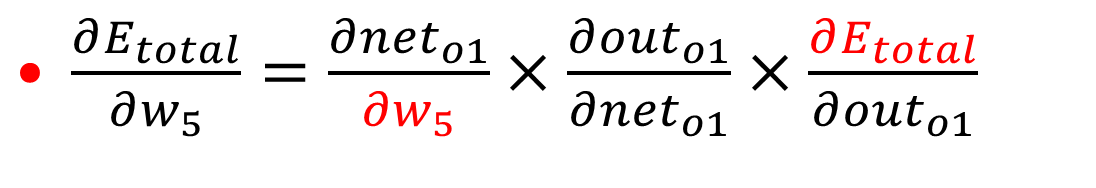 • ∂E_total/∂w_5 = ∂net_o1/∂w_5 × ∂out_o1/∂net_o1 × ∂E_total/∂out_o1